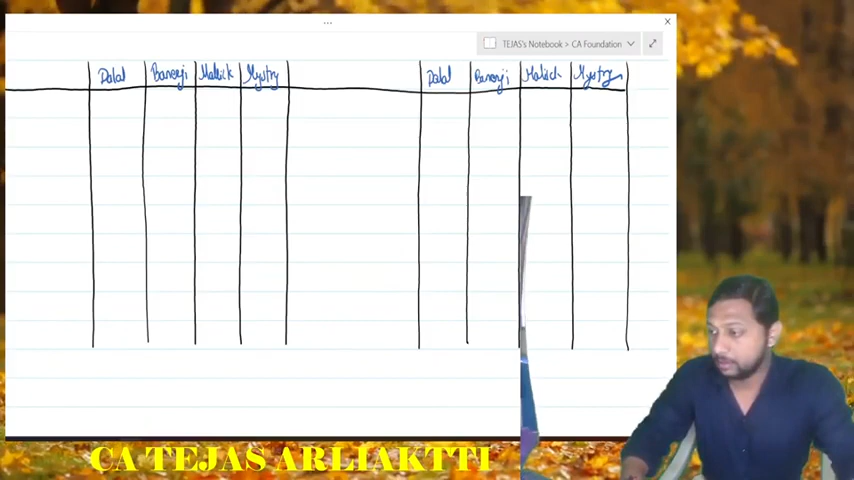 TEJAS's Notebook > CA Foundation
Dalal Banerji Mallick Mystry Dalal Banerji Mallick Mystry
CA TEJAS ARLIAKTTI